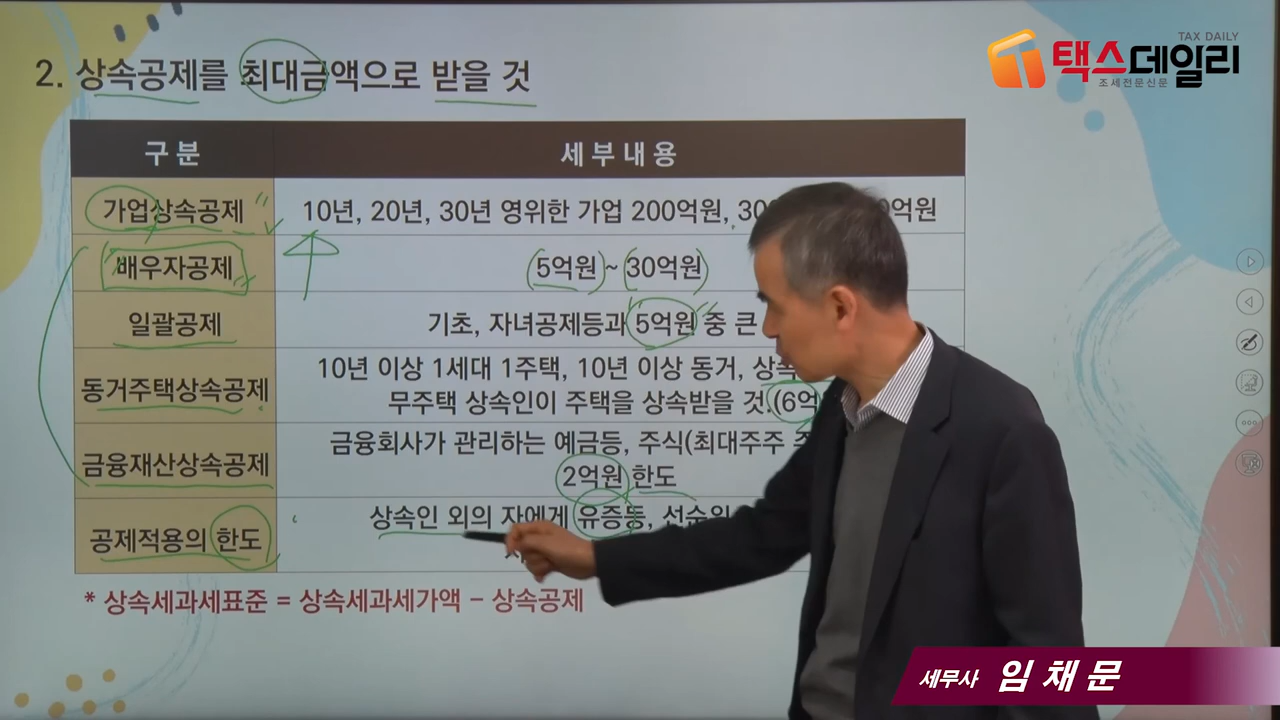 TAX DAILY
택스데일리
조세전문신문
2. 상속공제를 최대금액으로 받을 것
구 분 세 부 내 용
가업상속공제 10년, 20년, 30년 영위한 가업 200억원, 억원
배우자공제 5억원 ~ 30억원
일괄공제 기초, 자녀공제등과 5억원 중 큰
동거주택상속공제 10년 이상 1세대 1주택, 10년 이상 동거,
무주택 상속인이 주택을 상속받을 것.(6억
금융재산상속공제 금융회사가 관리하는 예금등, 주식(최대주주
2억원 한도
공제적용의 한도 상속인 외의 자에게 유증등, 선순위
* 상속세과세표준 = 상속세과세가액 - 상속공제
세무사 임채문